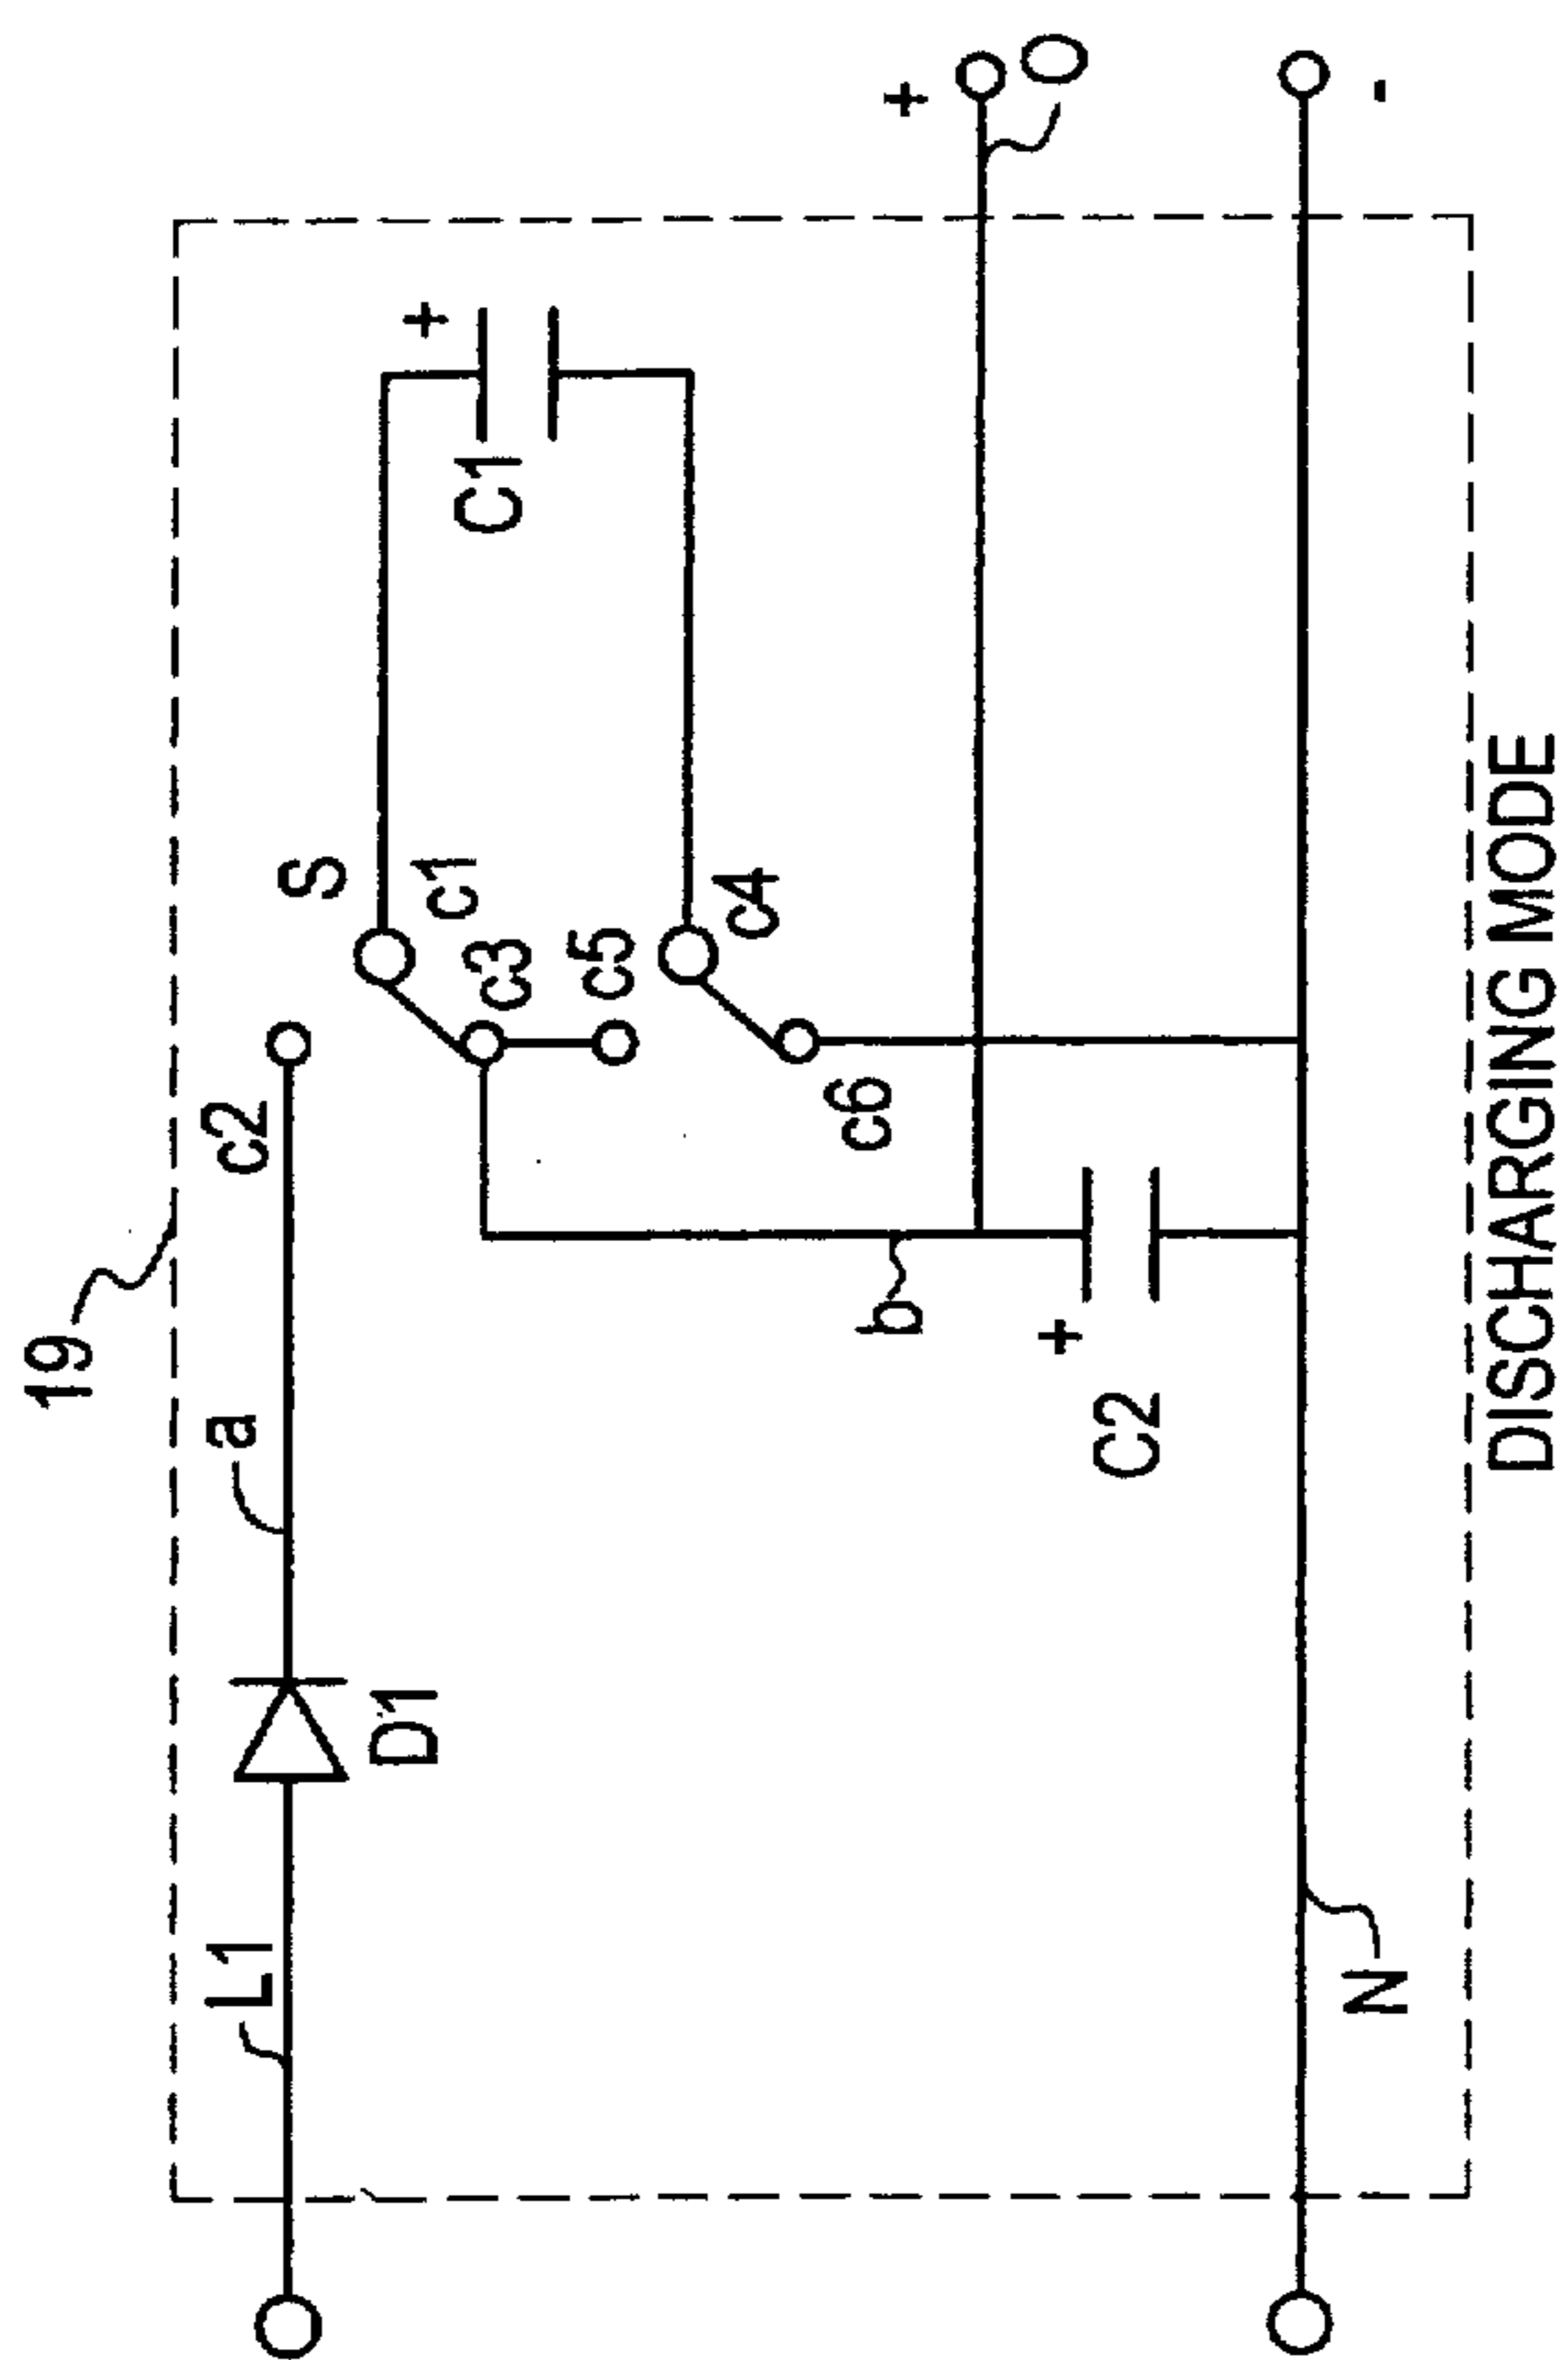 19
L1
a
c2
S
D1
c1
c3
C1
+
c5
c4
c6
b
+
O
+
C2
N
-
DISCHARGING MODE